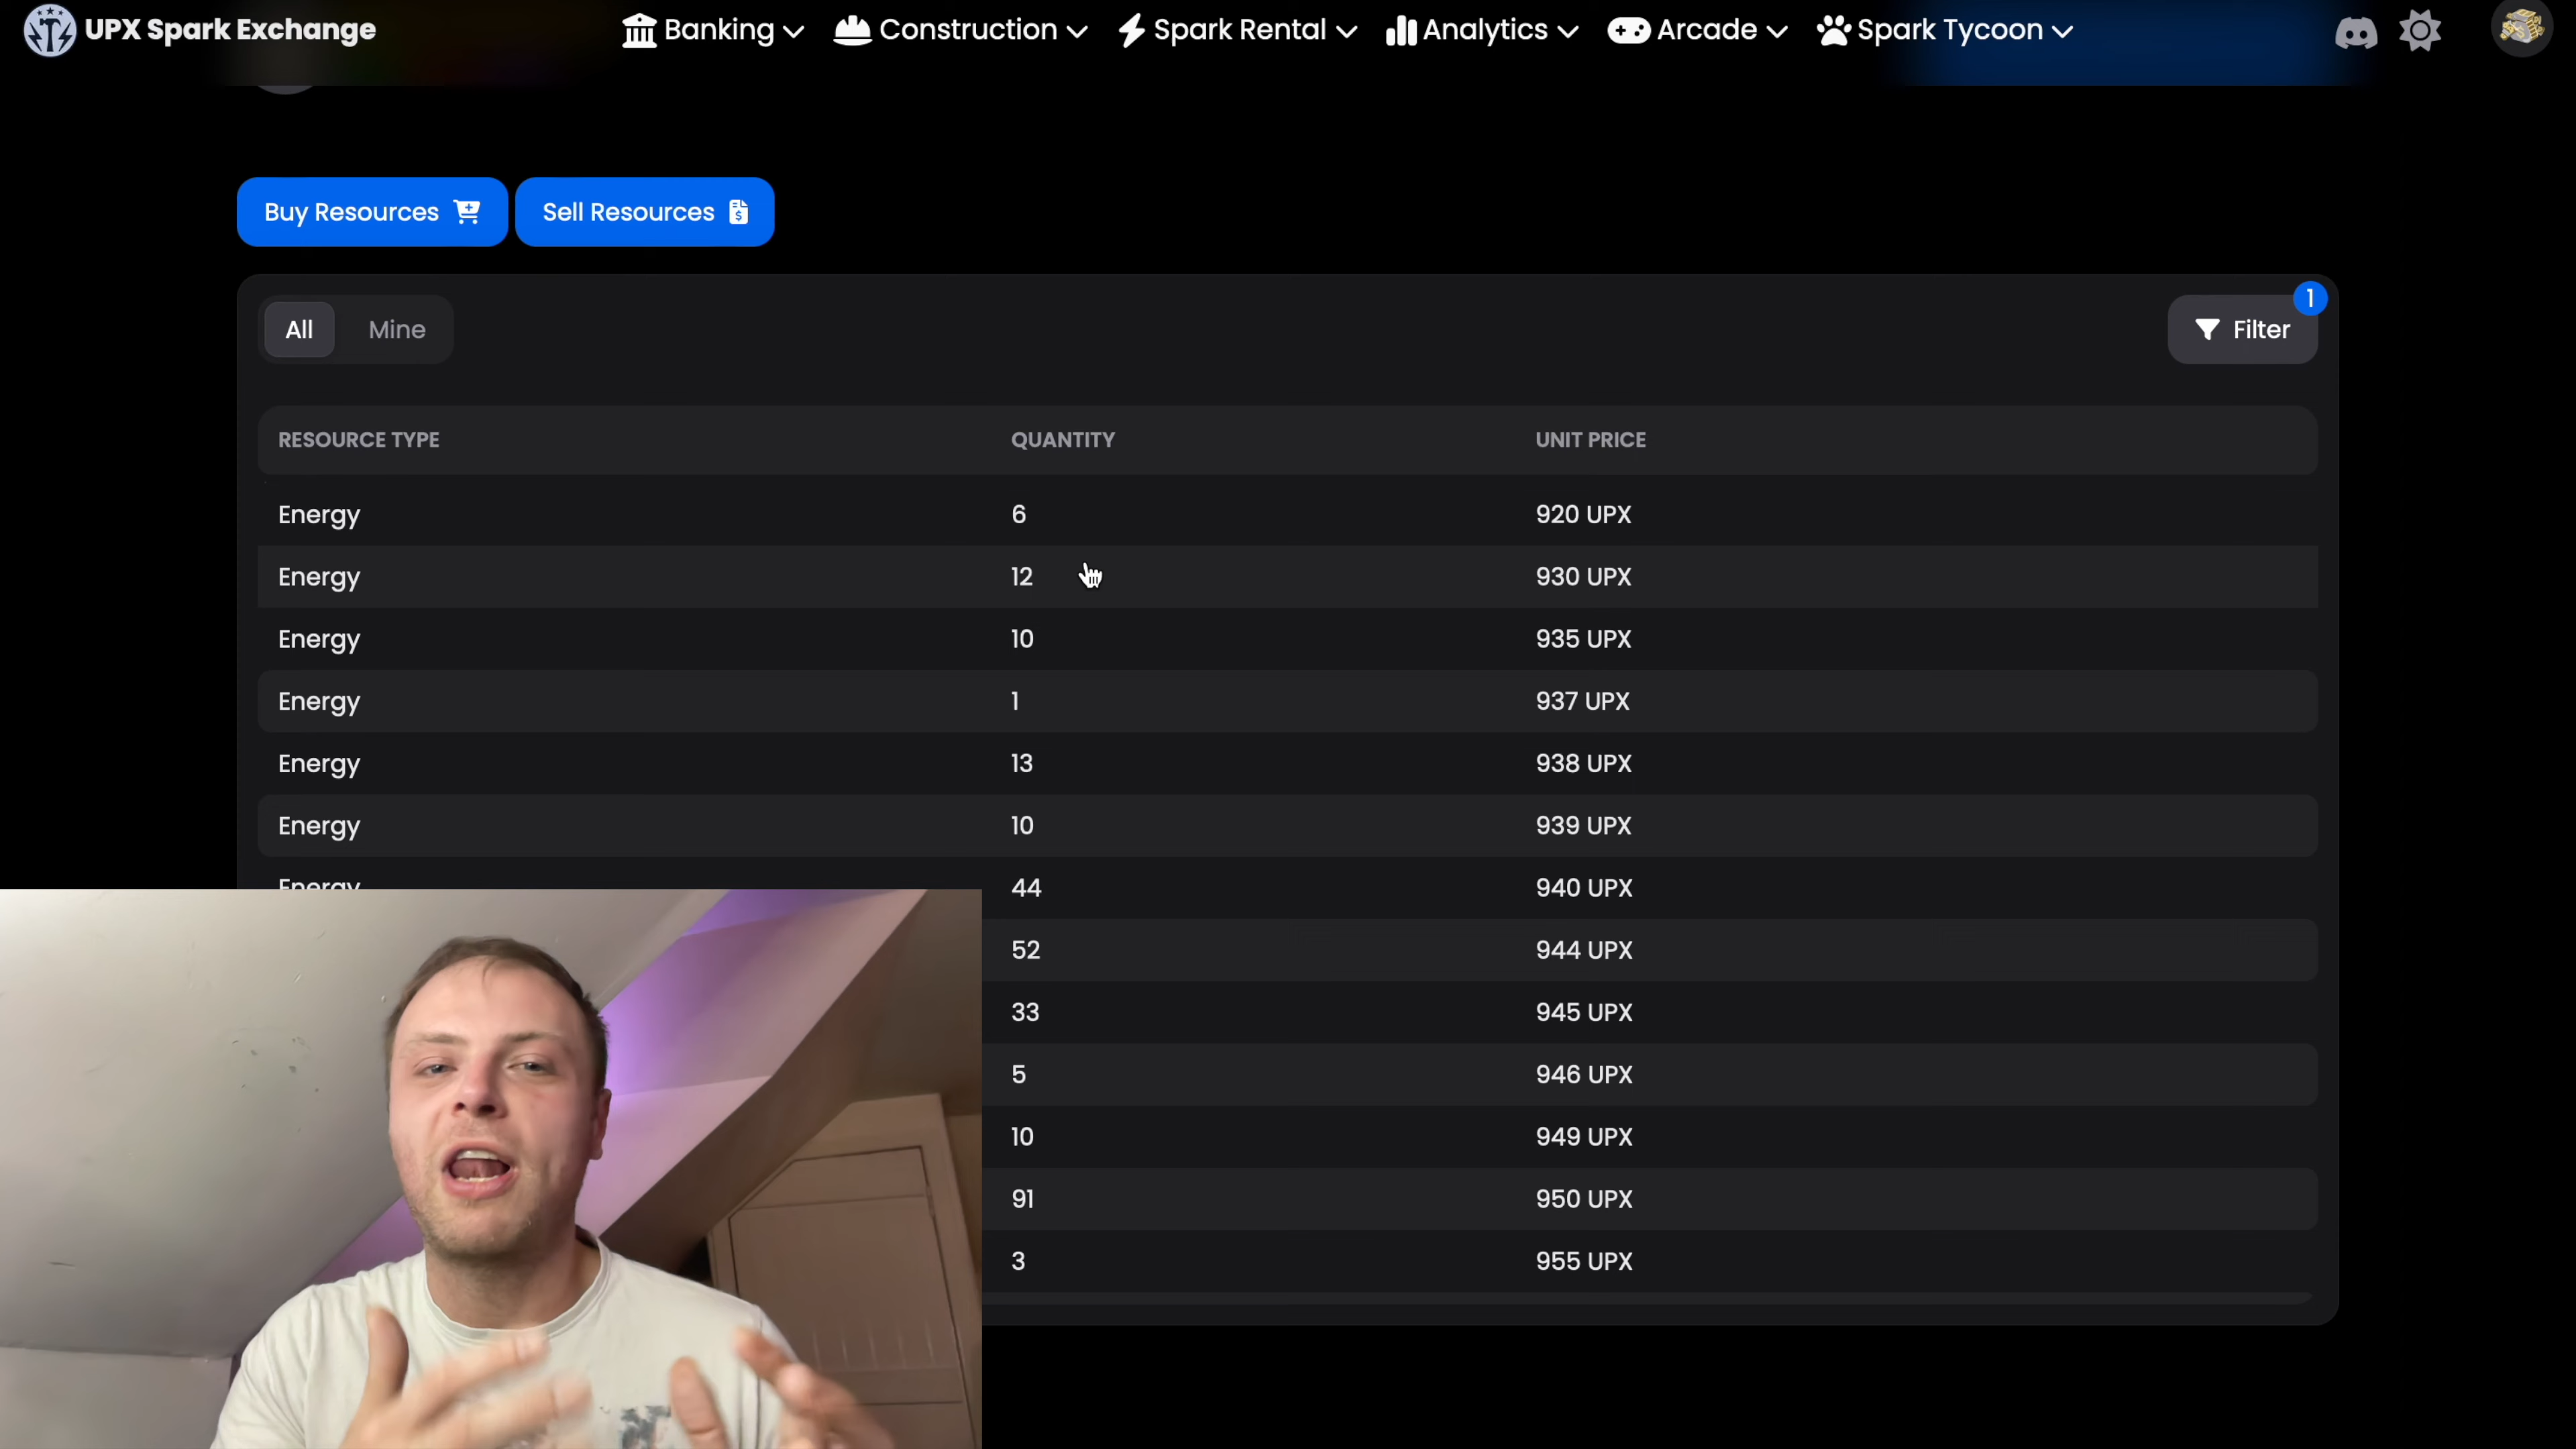 UPX Spark Exchange Banking Construction Spark Rental Analytics Arcade Spark Tycoon
Buy Resources Sell Resources
All Mine 1 Filter
RESOURCE TYPE QUANTITY UNIT PRICE
Energy 6 920 UPX
Energy 12 930 UPX
Energy 10 935 UPX
Energy 1 937 UPX
Energy 13 938 UPX
Energy 10 939 UPX
Energy 44 940 UPX
52 944 UPX
33 945 UPX
5 946 UPX
10 949 UPX
91 950 UPX
3 955 UPX